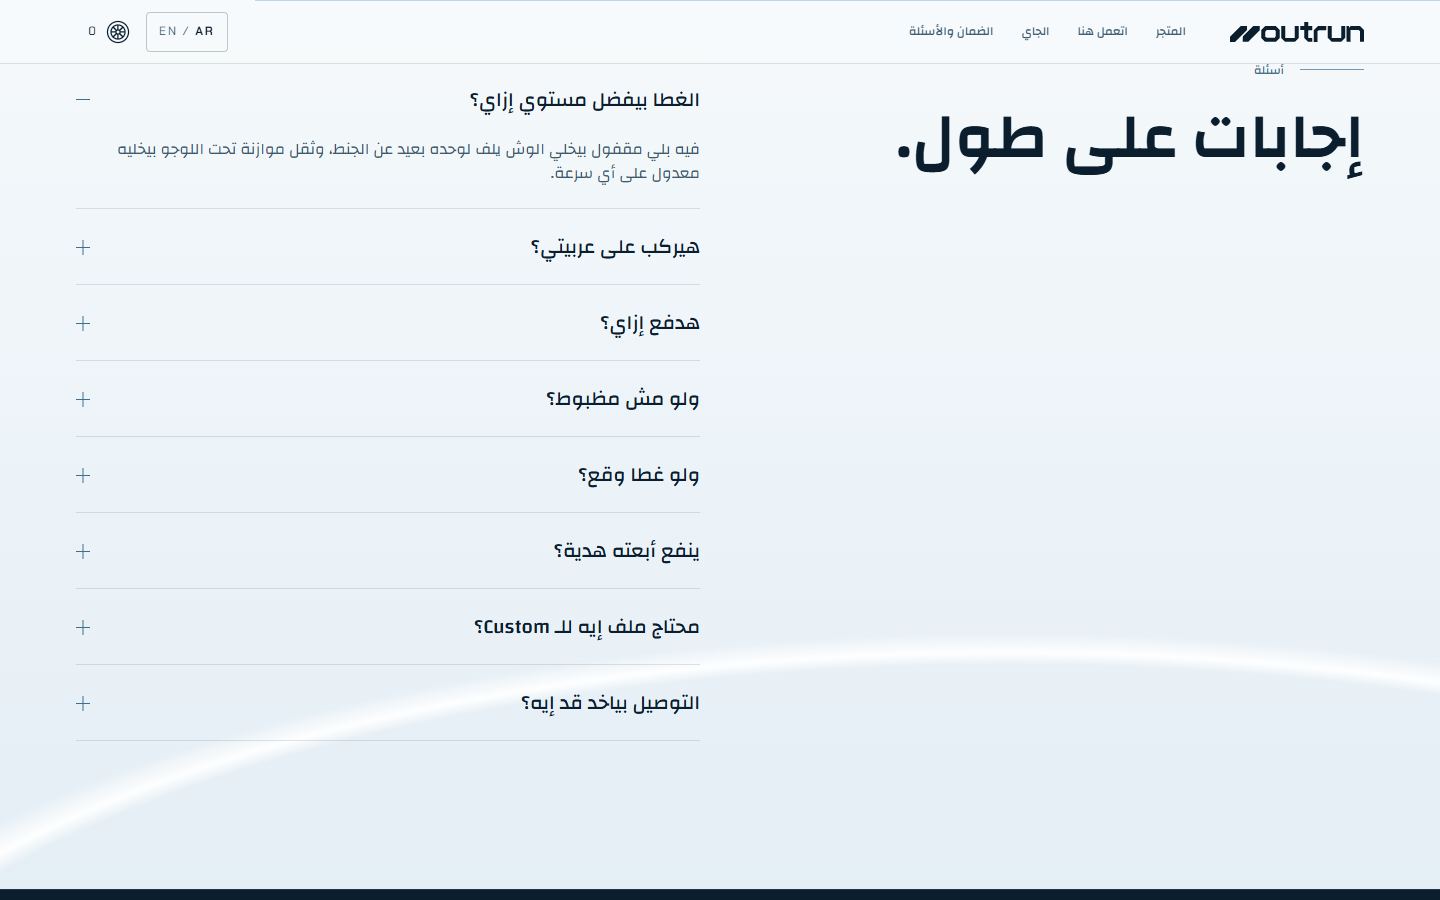 outrun
المتجر
اتعمل هنا
الجاي
الضمان والأسئلة
EN / AR
0
أسئلة
إجابات على طول.
الغطا بيفضل مستوي إزاي؟
فيه بلي مقفول بيخلي الوش يلف لوحده بعيد عن الجنط، وثقل موازنة تحت اللوجو بيخليه
معدول على أي سرعة.
هيركب على عربيتي؟
هدفع إزاي؟
ولو مش مظبوط؟
ولو غطا وقع؟
ينفع أبعته هدية؟
محتاج ملف إيه للـ Custom؟
التوصيل بياخد قد إيه؟